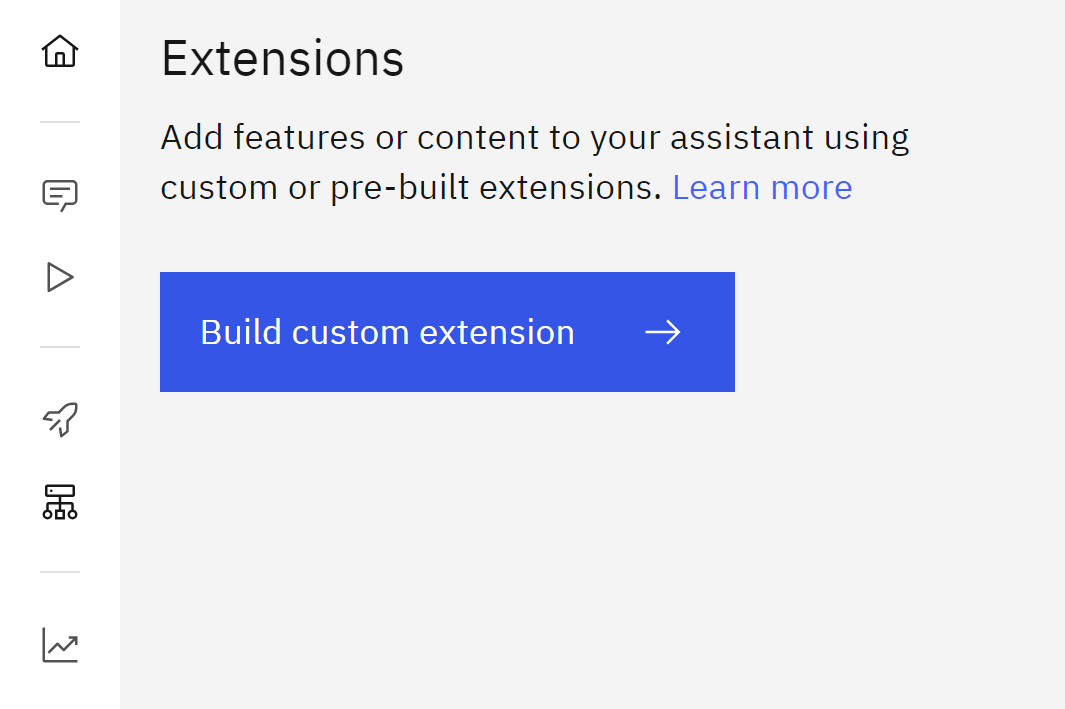 Extensions
Add features or content to your assistant using
custom or pre-built extensions. Learn more
Build custom extension